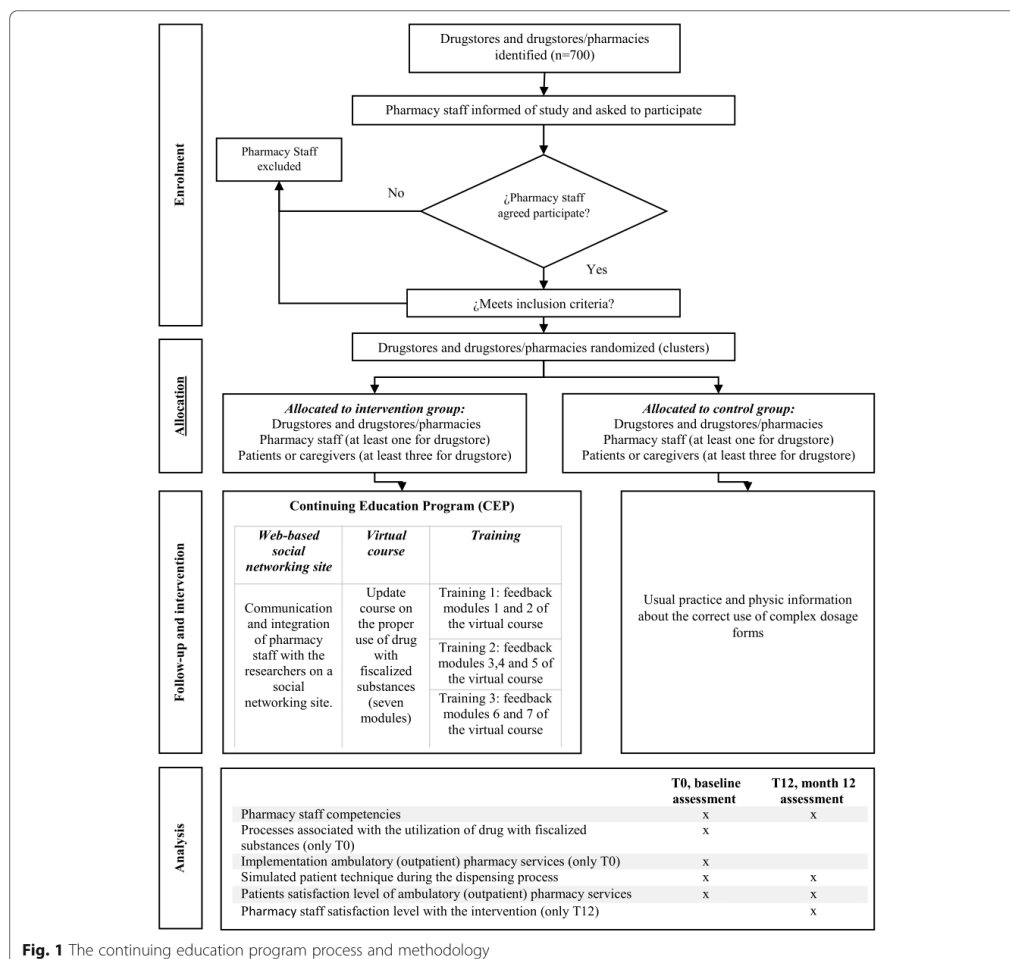 Enrolment
Drugstores and drugstores/pharmacies
identified (n=700)
Pharmacy staff informed of study and asked to participate
Pharmacy Staff
excluded
No
¿Pharmacy staff
agreed participate?
Yes
¿Meets inclusion criteria?
Allocation
Drugstores and drugstores/pharmacies randomized (clusters)
Allocated to intervention group:
Drugstores and drugstores/pharmacies
Pharmacy staff (at least one for drugstore)
Patients or caregivers (at least three for drugstore)
Allocated to control group:
Drugstores and drugstores/pharmacies
Pharmacy staff (at least one for drugstore)
Patients or caregivers (at least three for drugstore)
Follow-up and intervention
Continuing Education Program (CEP)
Web-based
social
networking site
Virtual
course
Training
Communication
and integration
of pharmacy
staff with the
researchers on a
social
networking site.
Update
course on
the proper
use of drug
with
fiscalized
substances
(seven
modules)
Training 1: feedback
modules 1 and 2 of
the virtual course
Training 2: feedback
modules 3,4 and 5 of
the virtual course
Training 3: feedback
modules 6 and 7 of
the virtual course
Usual practice and physic information
about the correct use of complex dosage
forms
Analysis
T0, baseline
assessment
T12, month 12
assessment
Pharmacy staff competencies x x
Processes associated with the utilization of drug with fiscalized x
substances (only T0)
Implementation ambulatory (outpatient) pharmacy services (only T0) x
Simulated patient technique during the dispensing process x x
Patients satisfaction level of ambulatory (outpatient) pharmacy services x x
Pharmacy staff satisfaction level with the intervention (only T12) x
Fig. 1 The continuing education program process and methodology